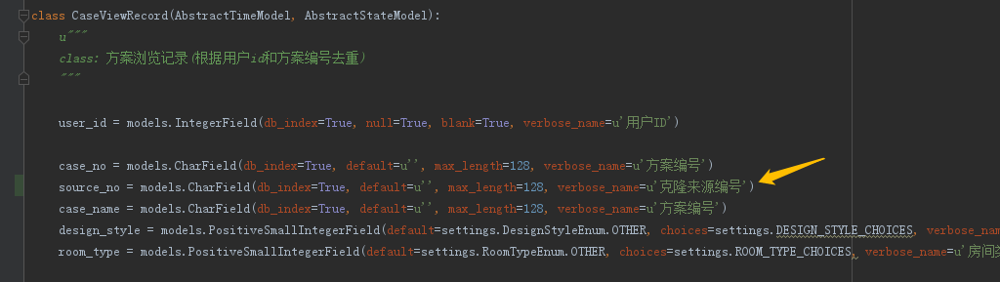 class CaseViewRecord(AbstractTimeModel, AbstractStateModel):
u"""
class: 方案浏览记录(根据用户id和方案编号去重)
"""
user_id = models.IntegerField(db_index=True, null=True, blank=True, verbose_name=u'用户ID')
case_no = models.CharField(db_index=True, default=u'', max_length=128, verbose_name=u'方案编号')
source_no = models.CharField(db_index=True, default=u'', max_length=128, verbose_name=u'克隆来源编号')
case_name = models.CharField(db_index=True, default=u'', max_length=128, verbose_name=u'方案编号')
design_style = models.PositiveSmallIntegerField(default=settings.DesignStyleEnum.OTHER, choices=settings.DESIGN_STYLE_CHOICES, verbose_nam
room_type = models.PositiveSmallIntegerField(default=settings.RoomTypeEnum.OTHER, choices=settings.ROOM_TYPE_CHOICES, verbose_name=u'房间